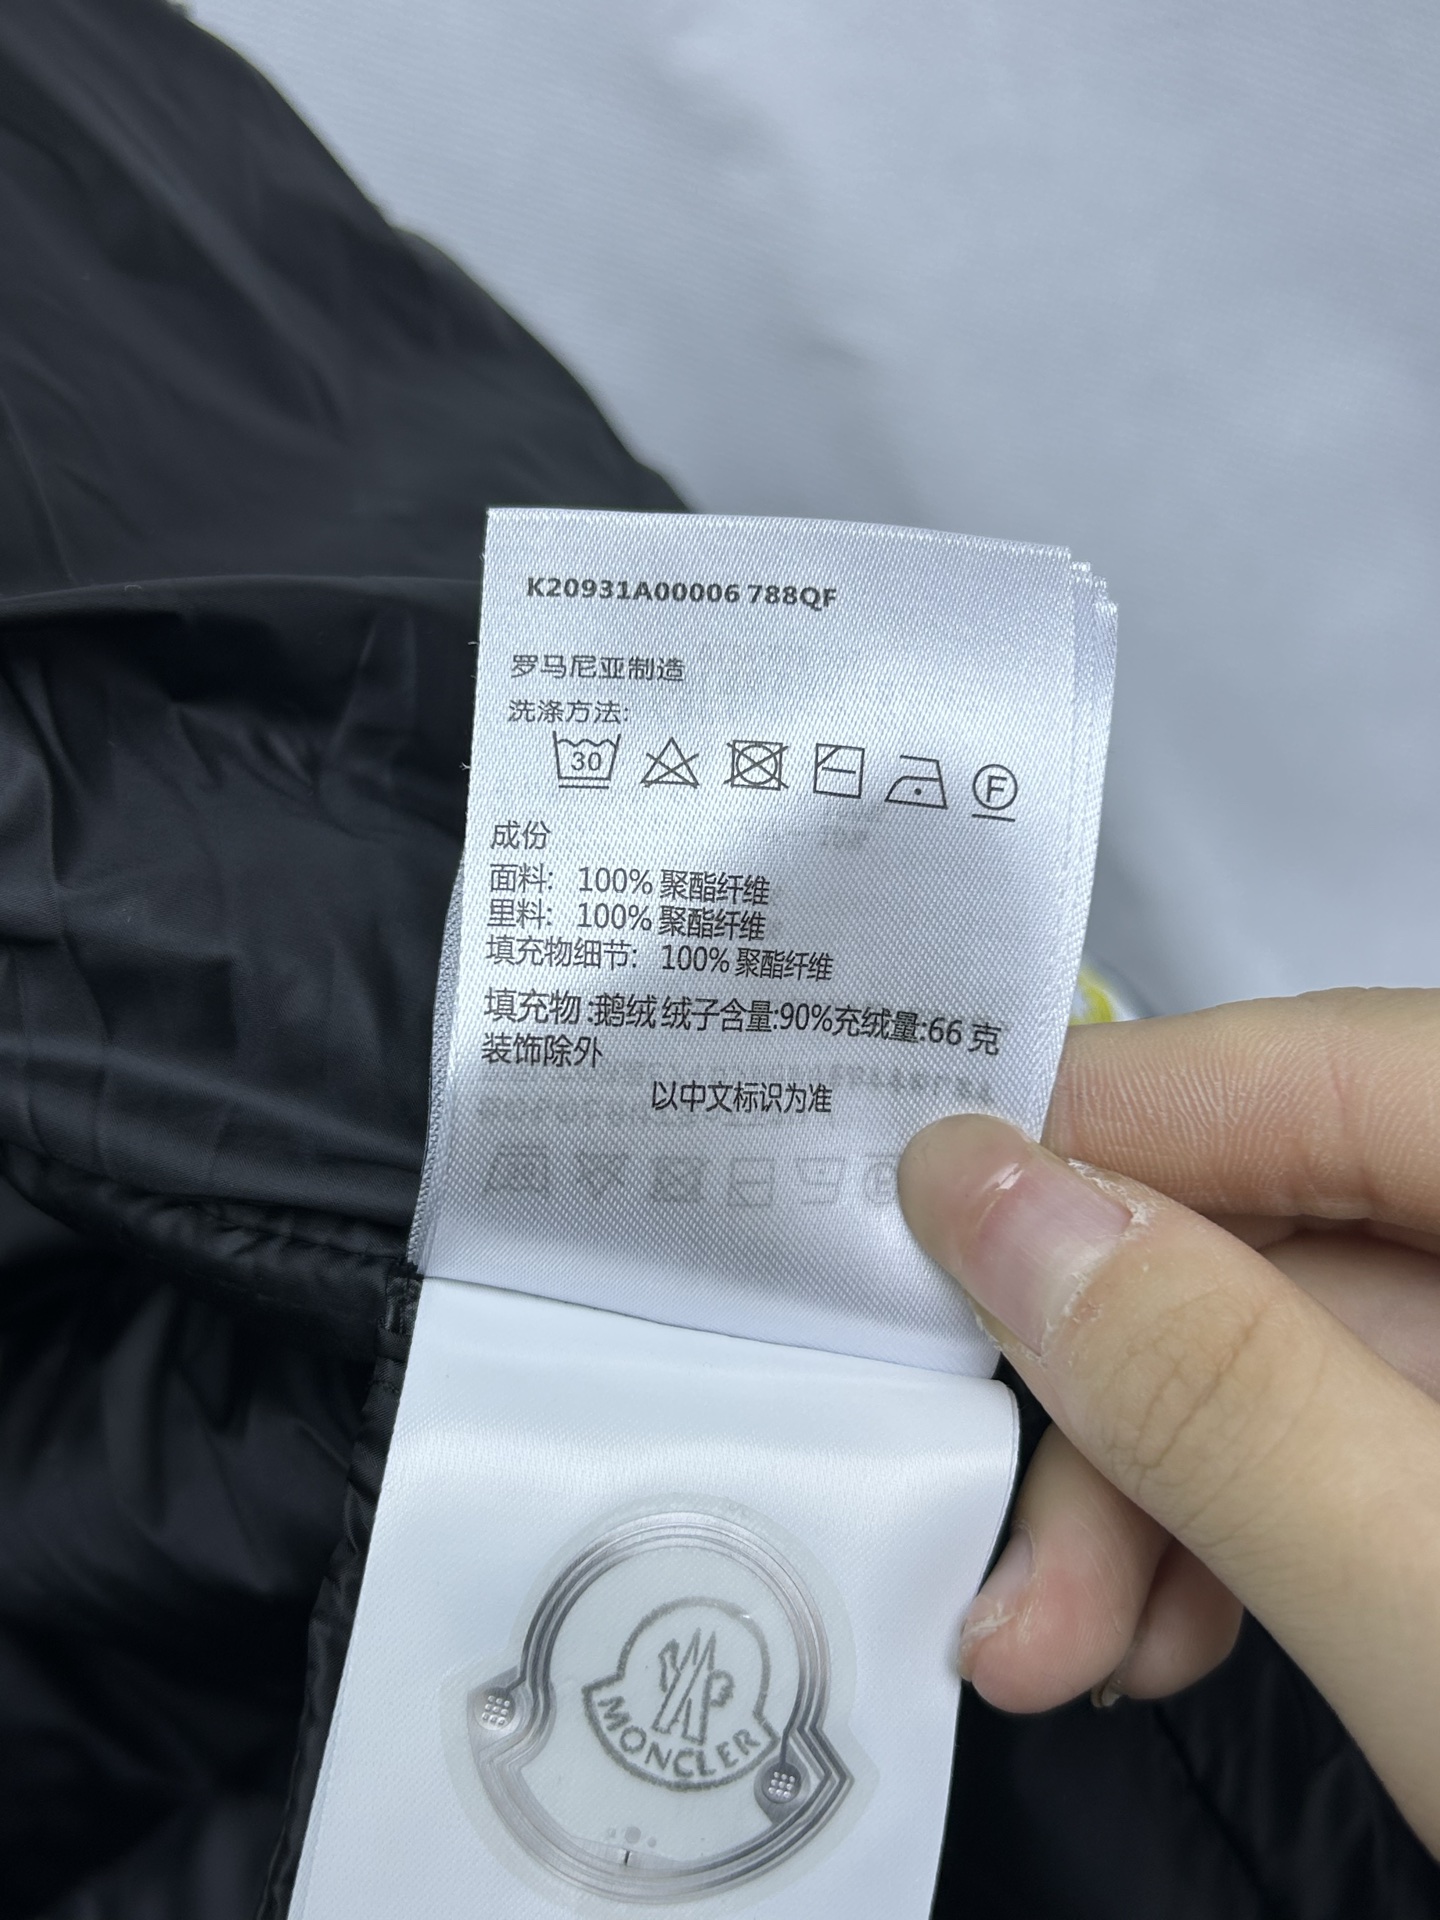 K20931A00006 788QF
罗马尼亚制造
洗涤方法:
30 F
成份
面料: 100% 聚酯纤维
里料: 100% 聚酯纤维
填充物细节: 100% 聚酯纤维
填充物:鹅绒 绒子含量:90%充绒量:66 克
装饰除外
以中文标识为准
MONCLER